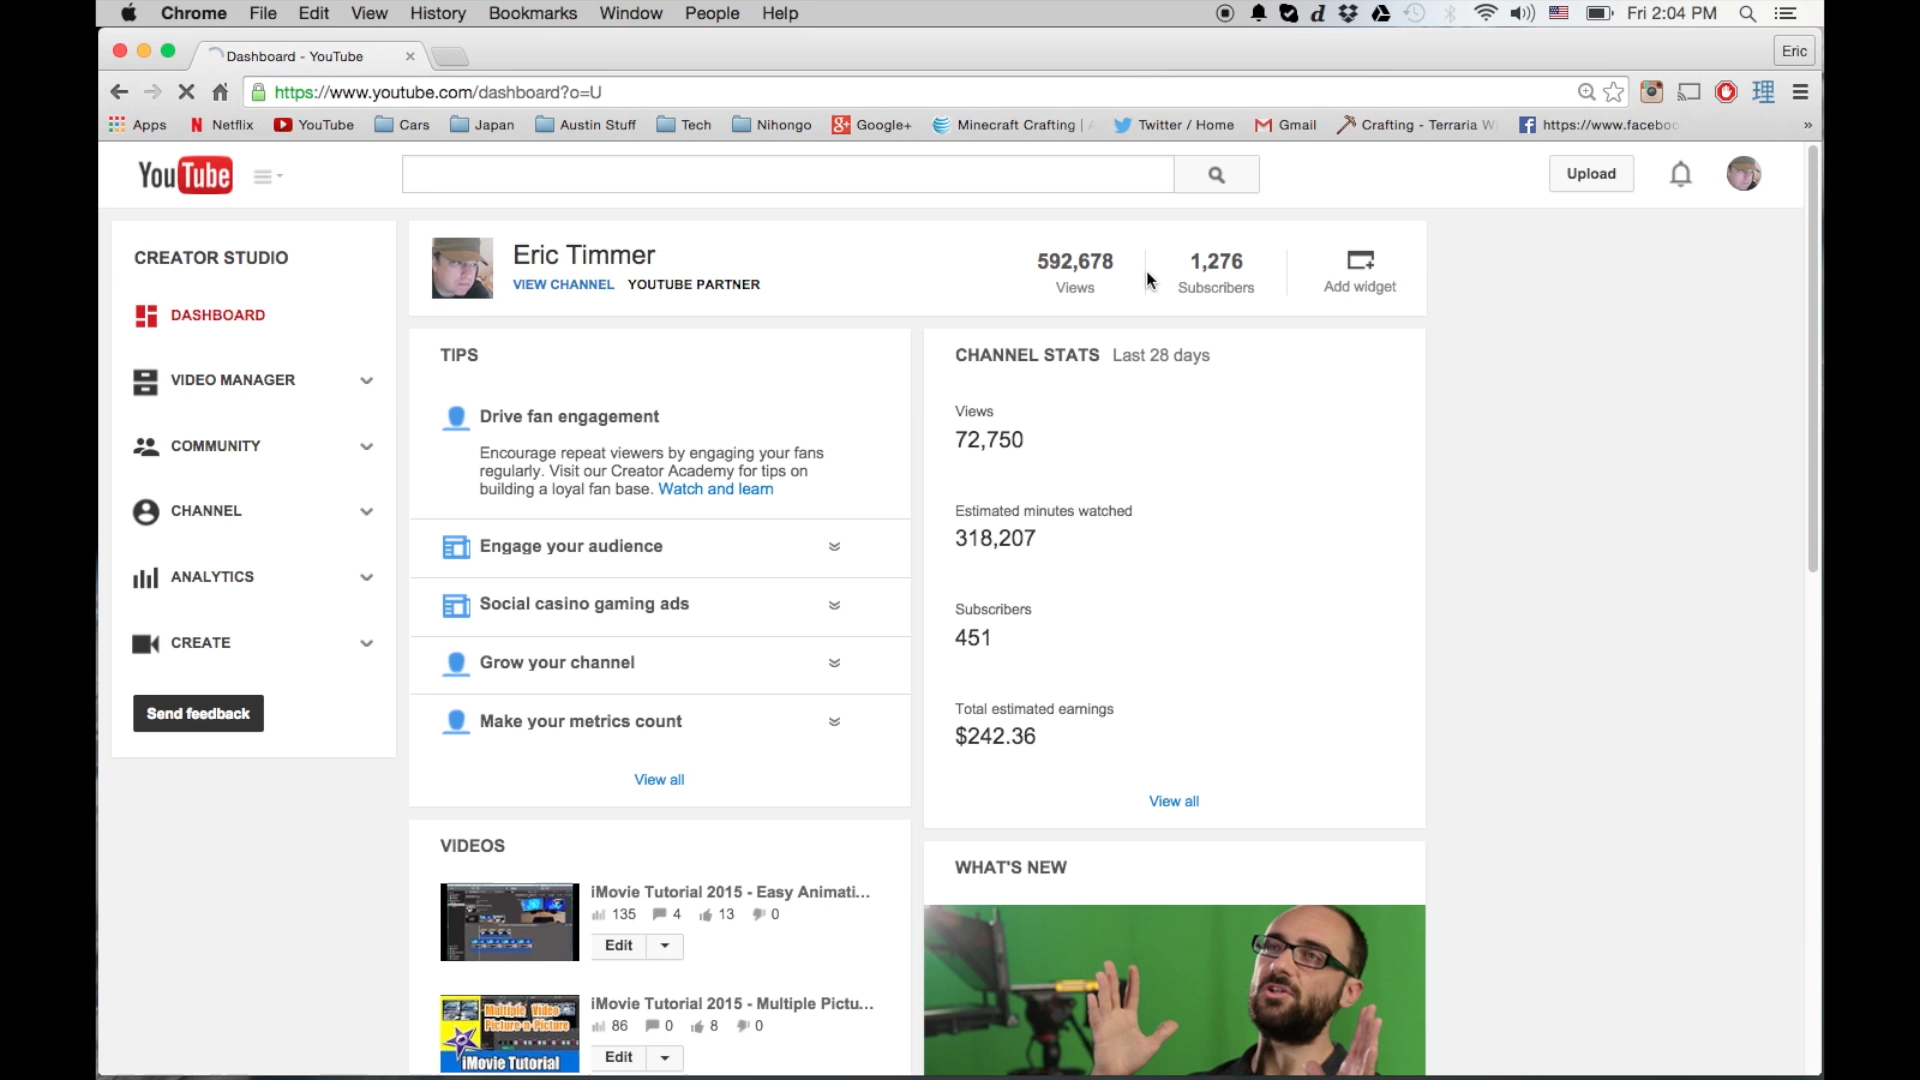 Chrome File Edit View History Bookmarks Window People Help
Fri 2:04 PM
Dashboard - YouTube
Eric
https://www.youtube.com/dashboard?o=U
Apps Netflix YouTube Cars Japan Austin Stuff Tech Nihongo Google+ Minecraft Crafting | Twitter / Home Gmail Crafting - Terraria W https://www.faceboo »
YouTube
Upload
CREATOR STUDIO
DASHBOARD
VIDEO MANAGER
COMMUNITY
CHANNEL
ANALYTICS
CREATE
Send feedback
Eric Timmer
VIEW CHANNEL YOUTUBE PARTNER
592,678
Views
1,276
Subscribers
Add widget
TIPS
Drive fan engagement
Encourage repeat viewers by engaging your fans
regularly. Visit our Creator Academy for tips on
building a loyal fan base. Watch and learn
Engage your audience
Social casino gaming ads
Grow your channel
Make your metrics count
View all
CHANNEL STATS Last 28 days
Views
72,750
Estimated minutes watched
318,207
Subscribers
451
Total estimated earnings
$242.36
View all
VIDEOS
iMovie Tutorial 2015 - Easy Animati...
135 4 13 0
Edit
Multiple Video
Picture-n-Picture
iMovie Tutorial
iMovie Tutorial 2015 - Multiple Pictu...
86 0 8 0
Edit
WHAT'S NEW